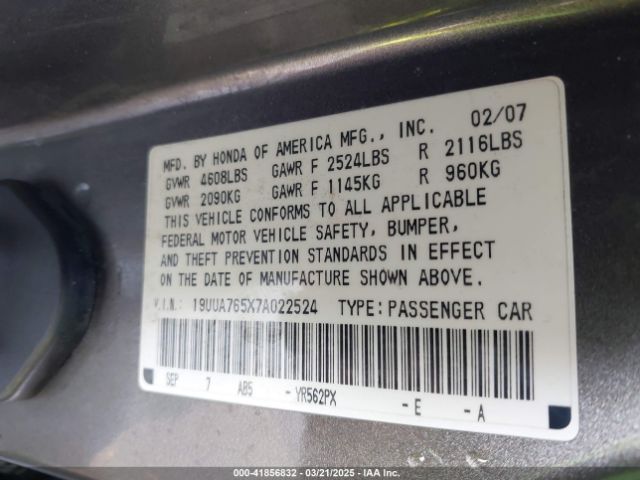 02/07
MFD. BY HONDA OF AMERICA MFG., INC.
GVWR 4608LBS GAWR F 2524LBS R 2116LBS
GVWR 2090KG GAWR F 1145KG R 960KG
THIS VEHICLE CONFORMS TO ALL APPLICABLE
FEDERAL MOTOR VEHICLE SAFETY, BUMPER,
AND THEFT PREVENTION STANDARDS IN EFFECT
ON THE DATE OF MANUFACTURE SHOWN ABOVE.
V.I.N.: 19UUA765X7A022524 TYPE: PASSENGER CAR
SEP 7 AB5 - YR562PX - E - A
000-41856832 - 03/21/2025 - IAA Inc.